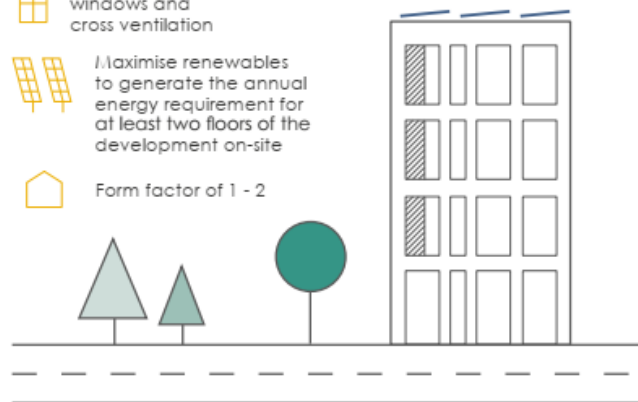 windows and
cross ventilation
Maximise renewables
to generate the annual
energy requirement for
at least two floors of the
development on-site
Form factor of 1 - 2